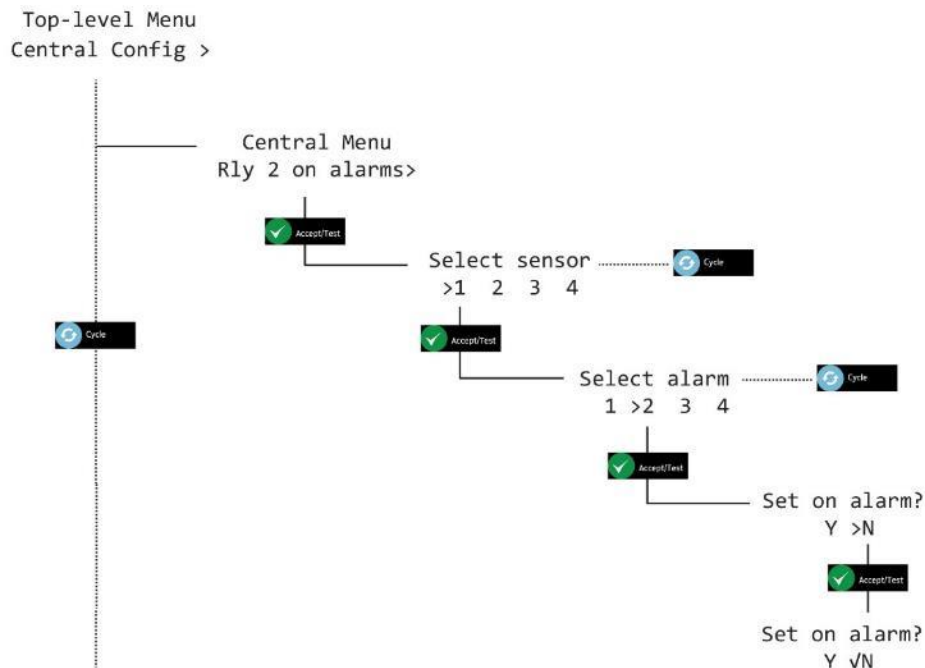 Top-level Menu
Central Config >
Central Menu
Rly 2 on alarms>
Accept/Test
Select sensor
Cycle
>1 2 3 4
Cycle
Accept/Test
Select alarm
Cycle
1 >2 3 4
Accept/Test
Set on alarm?
Y >N
Accept/Test
Set on alarm?
Y √N